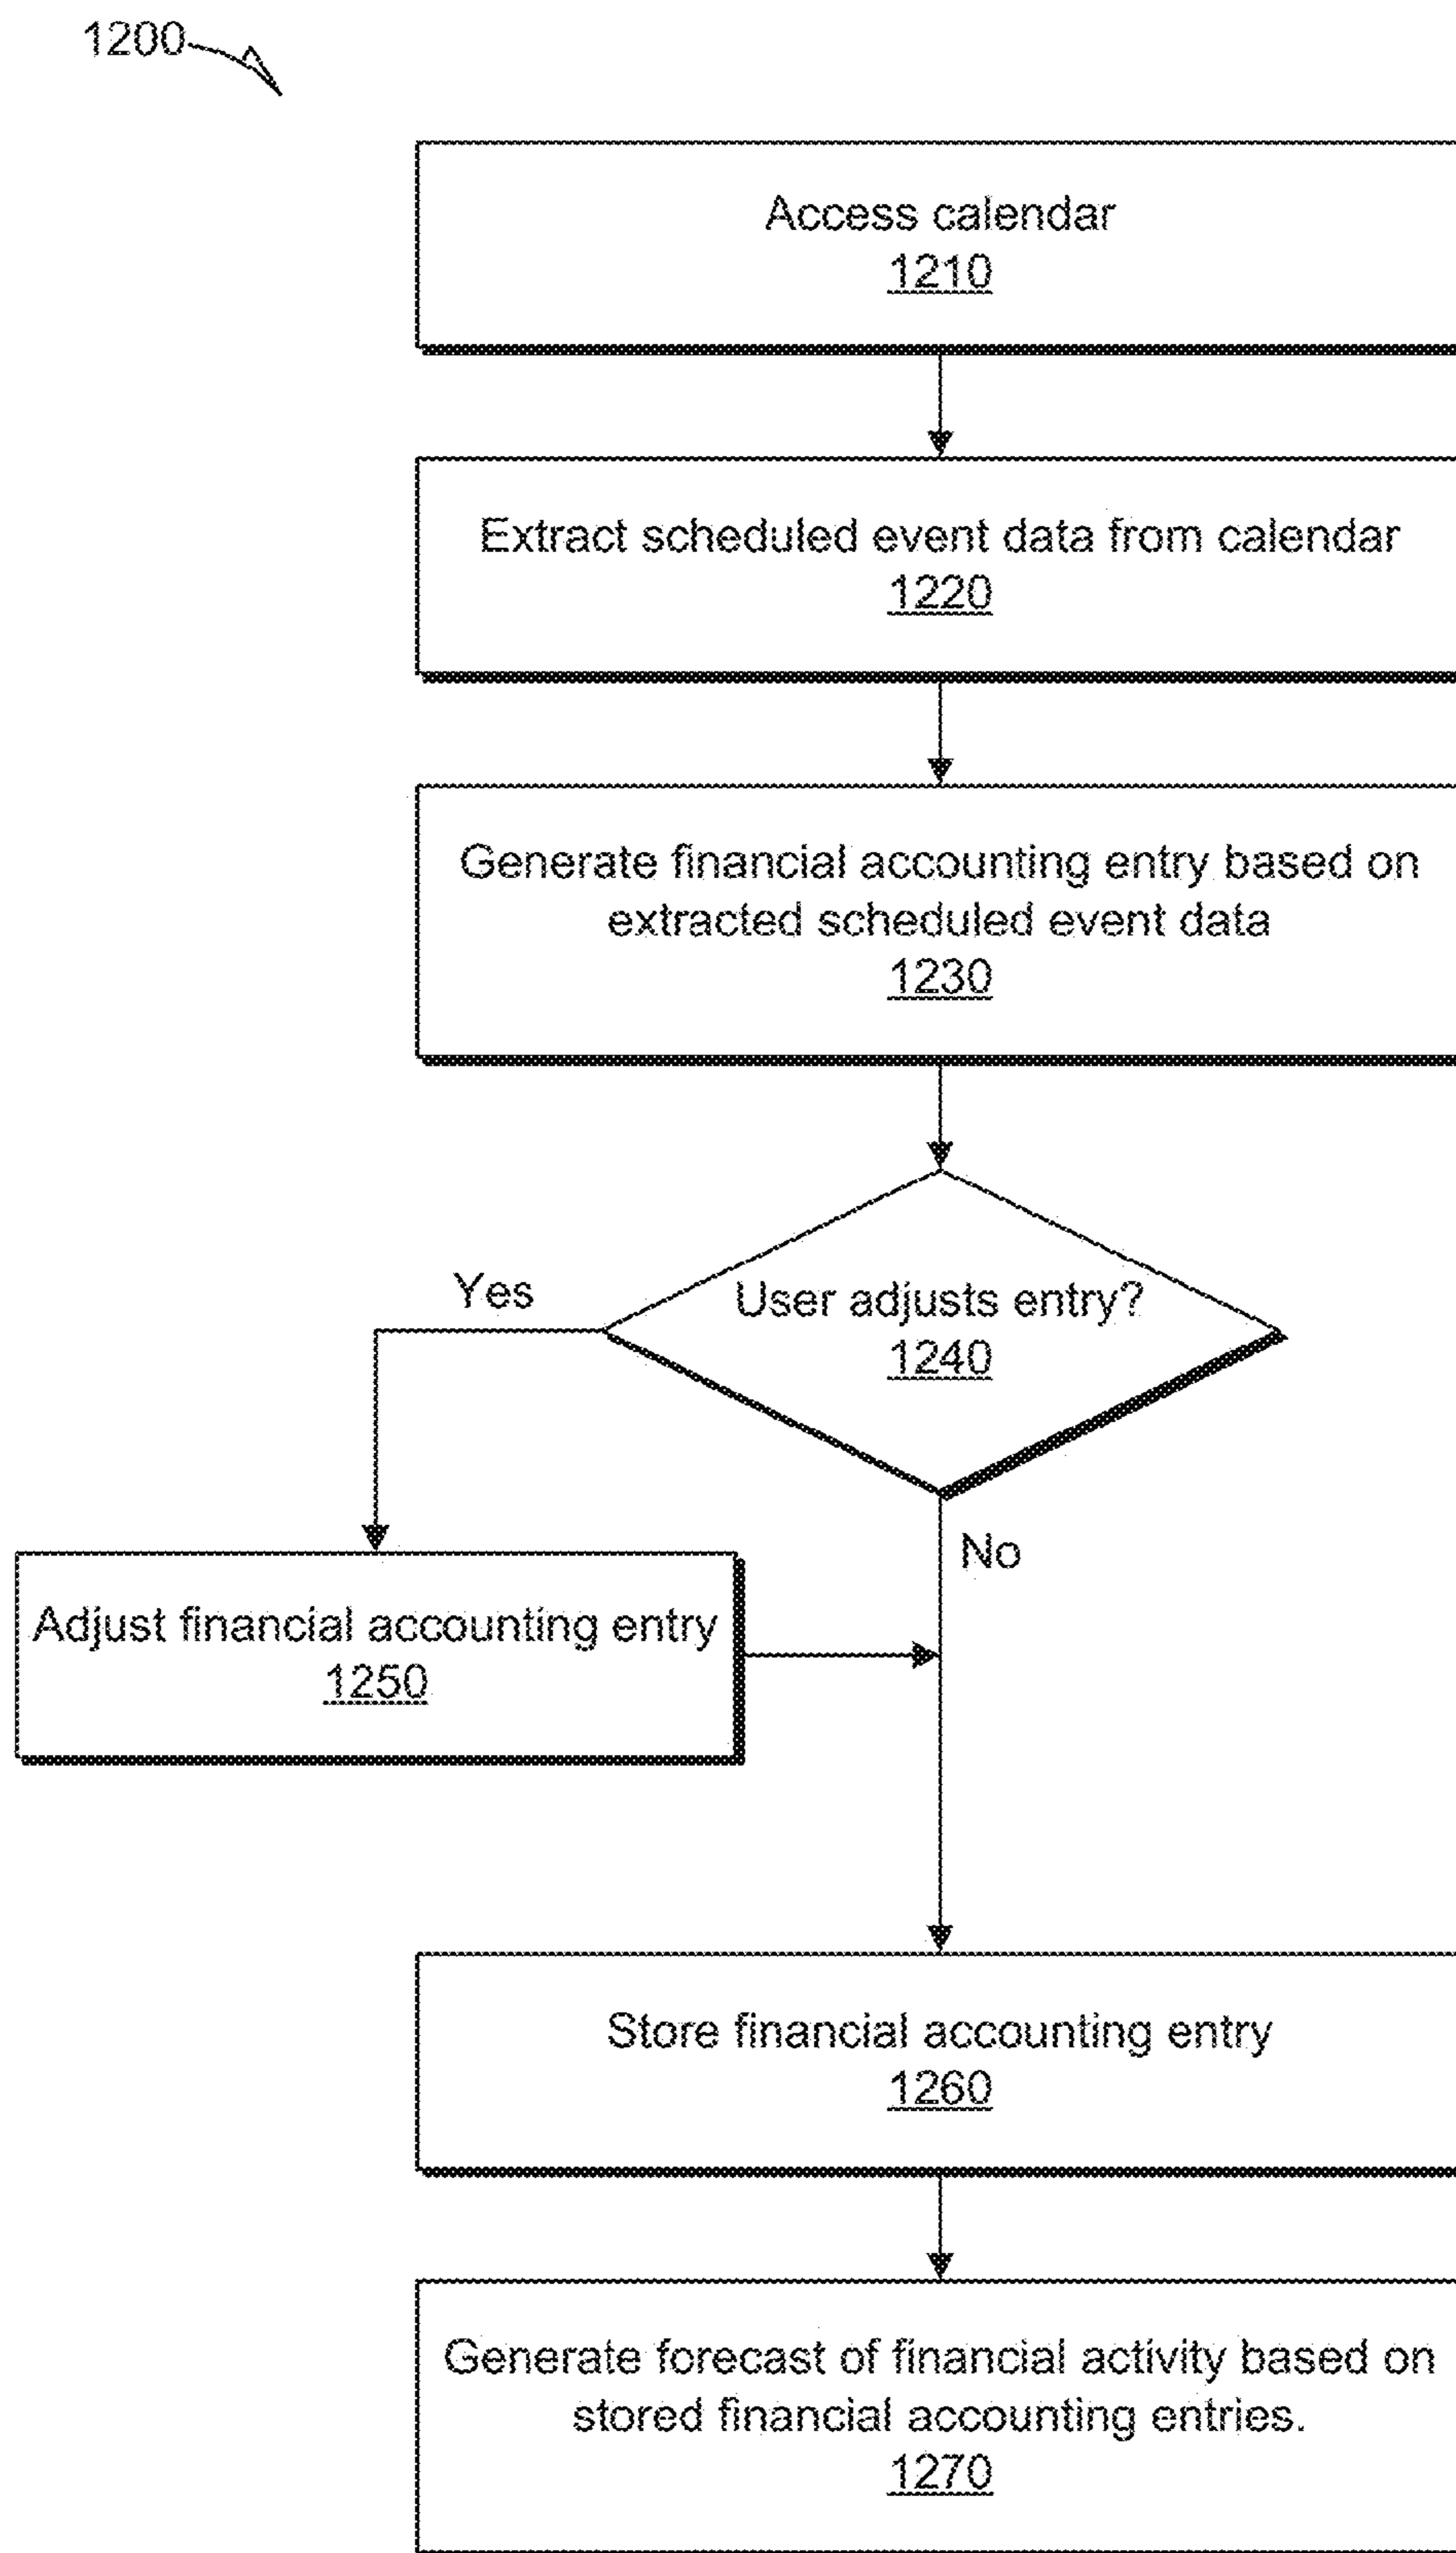 1200
Access calendar
1210
Extract scheduled event data from calendar
1220
Generate financial accounting entry based on
extracted scheduled event data
1230
Yes
User adjusts entry?
1240
No
Adjust financial accounting entry
1250
Store financial accounting entry
1260
Generate forecast of financial activity based on
stored financial accounting entries.
1270